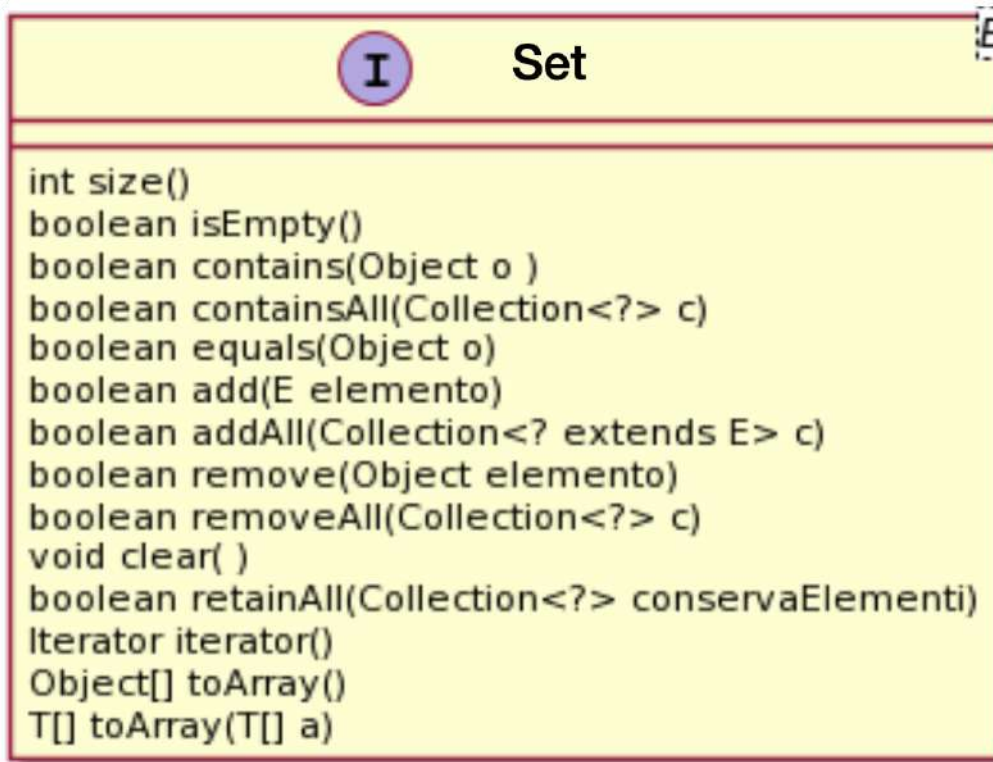 I Set E
int size()
boolean isEmpty()
boolean contains(Object o )
boolean containsAll(Collection<?> c)
boolean equals(Object o)
boolean add(E elemento)
boolean addAll(Collection<? extends E> c)
boolean remove(Object elemento)
boolean removeAll(Collection<?> c)
void clear( )
boolean retainAll(Collection<?> conservaElementi)
Iterator iterator()
Object[] toArray()
T[] toArray(T[] a)